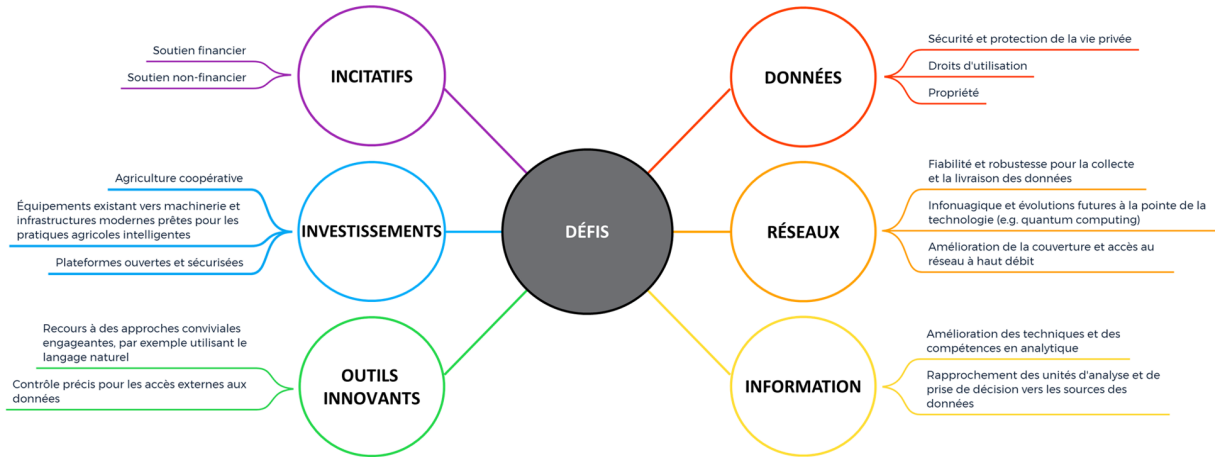 Soutien financier
Soutien non-financier
INCITATIFS
Agriculture coopérative
Équipements existant vers machinerie et
infrastructures modernes prêtes pour les
pratiques agricoles intelligentes
Plateformes ouvertes et sécurisées
INVESTISSEMENTS
Recours à des approches conviviales
engageantes, par exemple utilisant le
langage naturel
Contrôle précis pour les accès externes aux
données
OUTILS
INNOVANTS
DÉFIS
DONNÉES
Sécurité et protection de la vie privée
Droits d'utilisation
Propriété
RÉSEAUX
Fiabilité et robustesse pour la collecte
et la livraison des données
Infonuagique et évolutions futures à la pointe de la
technologie (e.g. quantum computing)
Amélioration de la couverture et accès au
réseau à haut débit
INFORMATION
Amélioration des techniques et des
compétences en analytique
Rapprochement des unités d'analyse et de
prise de décision vers les sources des
données